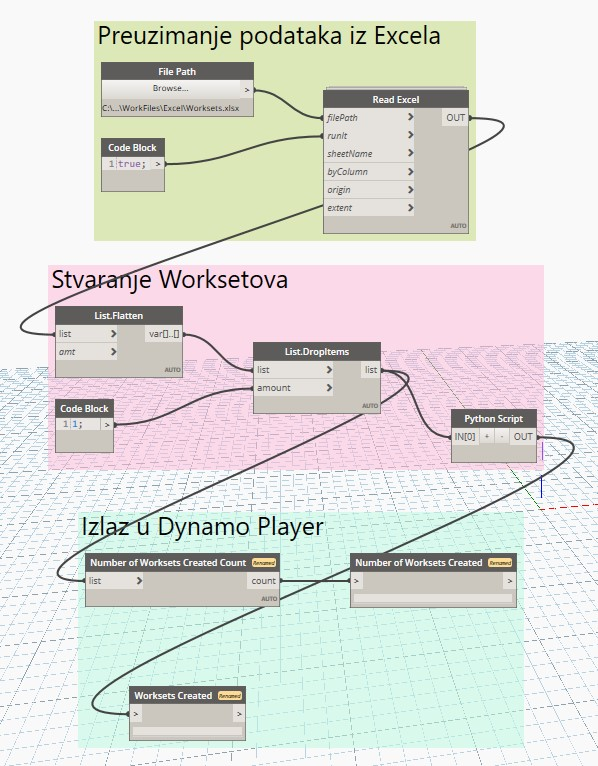 Preuzimanje podataka iz Excela
File Path
Browse...
>
C:\...\WorkFiles\Excel\Worksets.xlsx
Code Block
1 true; >
Read Excel
filePath > OUT
runIt >
sheetName >
byColumn >
origin >
extent >
AUTO
Stvaranje Worksetova
List.Flatten
list > var[]..[]
amt >
AUTO
Code Block
1 1; >
List.DropItems
list > list
amount >
AUTO
Python Script
IN[0] + - OUT
Izlaz u Dynamo Player
Number of Worksets Created Count Renamed
list > count
AUTO
Number of Worksets Created Renamed
> >
Worksets Created Renamed
> >